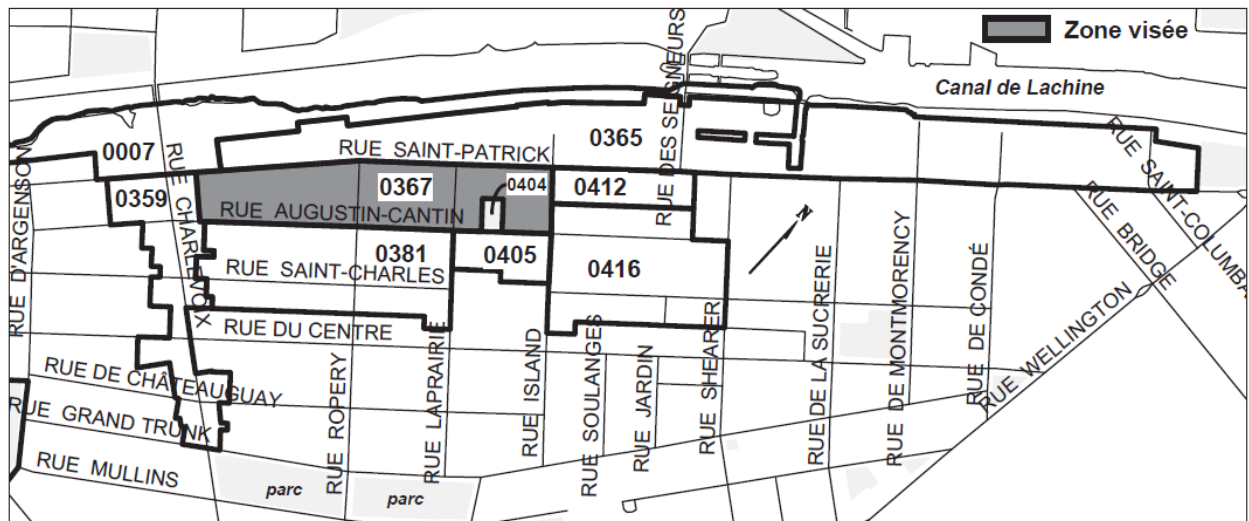 Zone visée
Canal de Lachine
RUE DES SEIGNEURS
0007
0365
RUE SAINT-PATRICK
RUE SAINT-COLUMBA
0359
RUE CHARLEVOIX
0367
0404
0412
RUE D'ARGENSON
RUE AUGUSTIN-CANTIN
N
RUE BRIDGE
0381
0405
0416
RUE SAINT-CHARLES
RUE DU CENTRE
RUE WELLINGTON
RUE DE CHÂTEAUGUAY
RUE GRAND TRUNK
RUE MULLINS
RUE ROPERY
RUE LAPRAIRIE
RUE ISLAND
RUE SOULANGES
RUE JARDIN
RUE SHEARER
RUE DE LA SUCRERIE
RUE DE MONTMORENCY
RUE DE CONDÉ
parc
parc